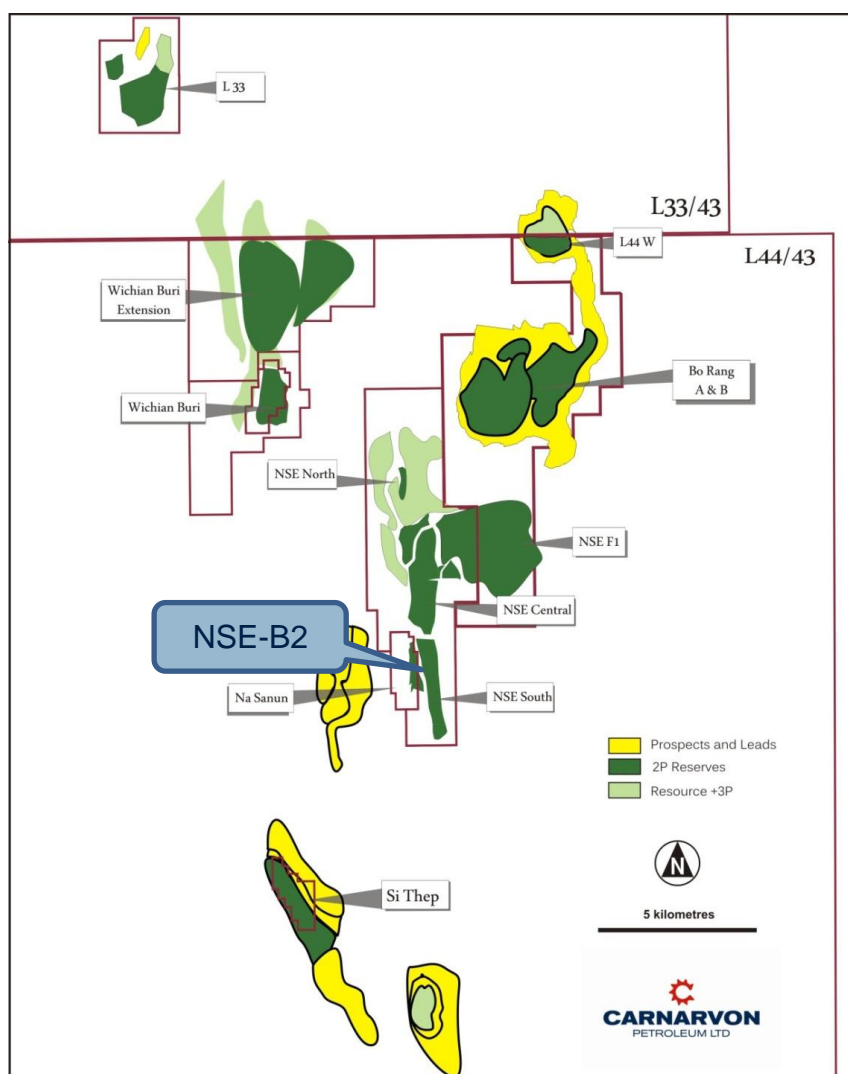 L 33
L33/43
L44 W
L44/43
Wichian Buri
Extension
Bo Rang
A & B
Wichian Buri
NSE North
NSE F1
NSE Central
NSE-B2
Na Sanun
NSE South
Prospects and Leads
2P Reserves
Resource +3P
N
Si Thep
5 kilometres
CARNARVON
PETROLEUM LTD